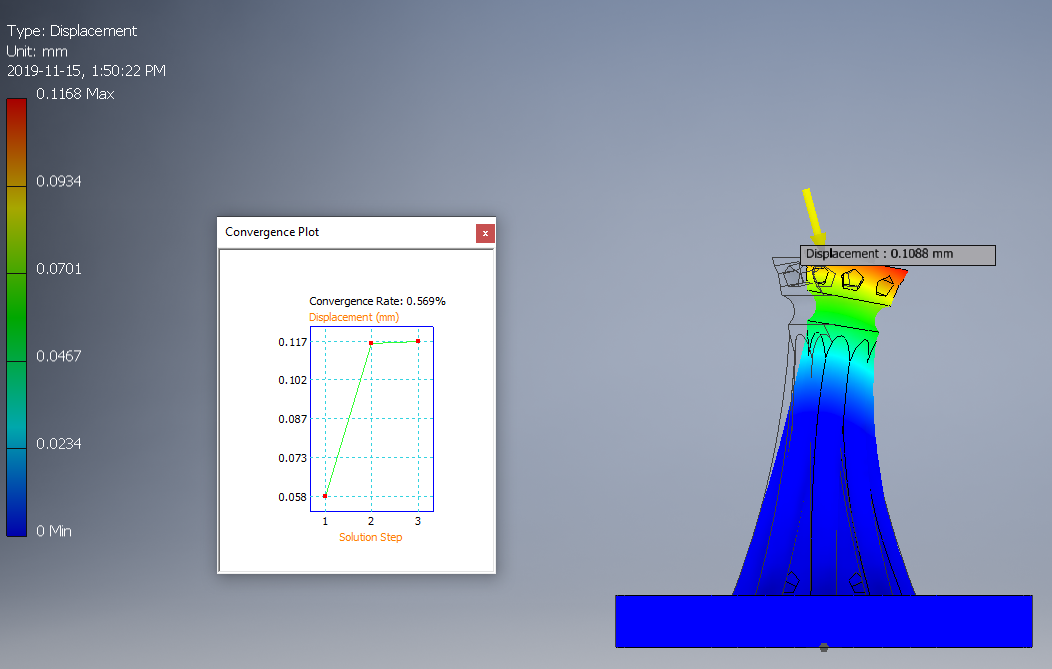 Type: Displacement
Unit: mm
2019-11-15, 1:50:22 PM
0.1168 Max
0.0934
0.0701
0.0467
0.0234
0 Min
Convergence Plot
x
Convergence Rate: 0.569%
Displacement (mm)
0.117
0.102
0.087
0.073
0.058
1 2 3
Solution Step
Displacement : 0.1088 mm